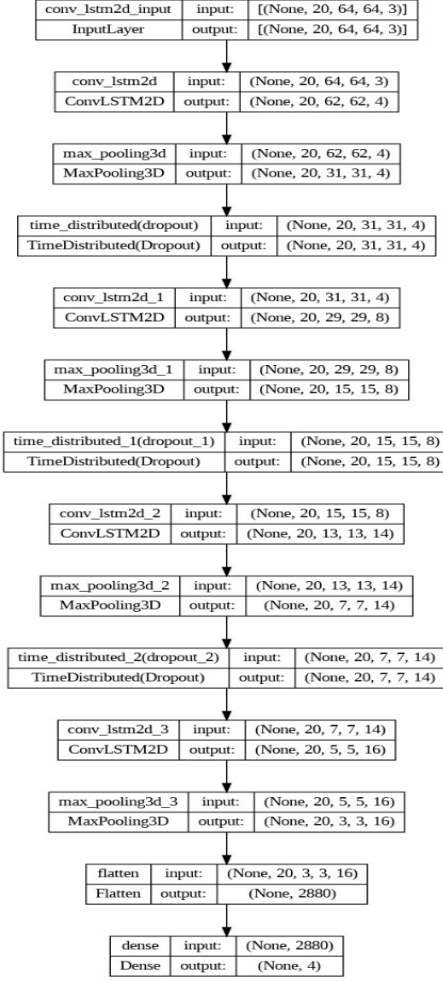 conv_lstm2d_input input: [(None, 20, 64, 64, 3)]
InputLayer output: [(None, 20, 64, 64, 3)]
conv_lstm2d input: (None, 20, 64, 64, 3)
ConvLSTM2D output: (None, 20, 62, 62, 4)
max_pooling3d input: (None, 20, 62, 62, 4)
MaxPooling3D output: (None, 20, 31, 31, 4)
time_distributed(dropout) input: (None, 20, 31, 31, 4)
TimeDistributed(Dropout) output: (None, 20, 31, 31, 4)
conv_lstm2d_1 input: (None, 20, 31, 31, 4)
ConvLSTM2D output: (None, 20, 29, 29, 8)
max_pooling3d_1 input: (None, 20, 29, 29, 8)
MaxPooling3D output: (None, 20, 15, 15, 8)
time_distributed_1(dropout_1) input: (None, 20, 15, 15, 8)
TimeDistributed(Dropout) output: (None, 20, 15, 15, 8)
conv_lstm2d_2 input: (None, 20, 15, 15, 8)
ConvLSTM2D output: (None, 20, 13, 13, 14)
max_pooling3d_2 input: (None, 20, 13, 13, 14)
MaxPooling3D output: (None, 20, 7, 7, 14)
time_distributed_2(dropout_2) input: (None, 20, 7, 7, 14)
TimeDistributed(Dropout) output: (None, 20, 7, 7, 14)
conv_lstm2d_3 input: (None, 20, 7, 7, 14)
ConvLSTM2D output: (None, 20, 5, 5, 16)
max_pooling3d_3 input: (None, 20, 5, 5, 16)
MaxPooling3D output: (None, 20, 3, 3, 16)
flatten input: (None, 20, 3, 3, 16)
Flatten output: (None, 2880)
dense input: (None, 2880)
Dense output: (None, 4)